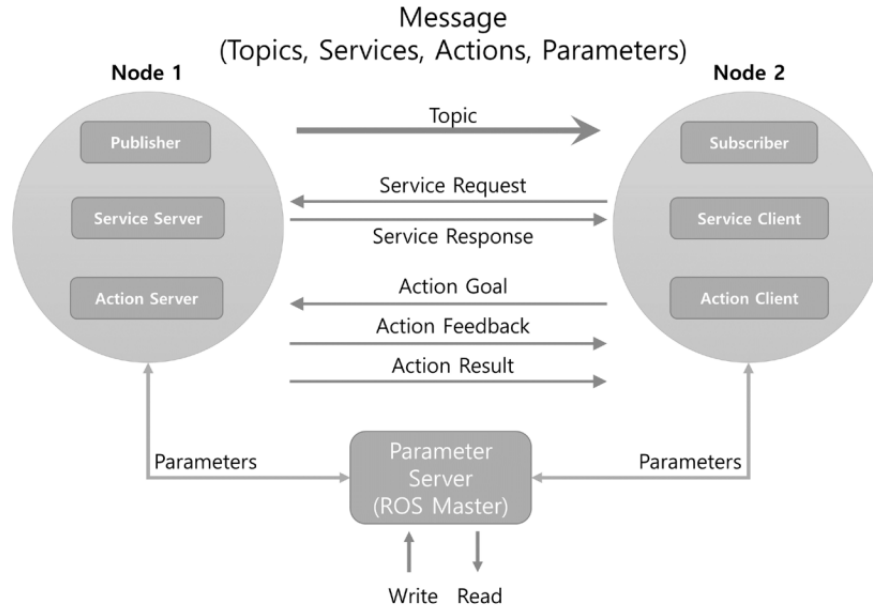 Message
(Topics, Services, Actions, Parameters)
Node 1
Node 2
Publisher
Topic
Subscriber
Service Server
Service Request
Service Response
Service Client
Action Server
Action Goal
Action Feedback
Action Result
Action Client
Parameters
Parameter
Server
(ROS Master)
Parameters
Write
Read